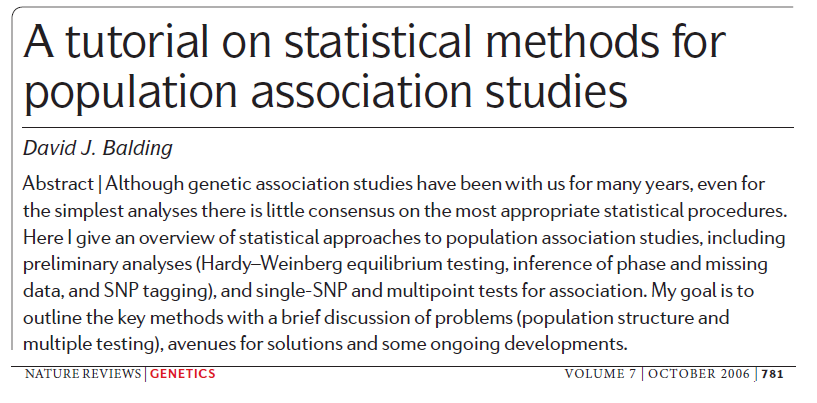 A tutorial on statistical methods for
population association studies
David J. Balding
Abstract | Although genetic association studies have been with us for many years, even for
the simplest analyses there is little consensus on the most appropriate statistical procedures.
Here I give an overview of statistical approaches to population association studies, including
preliminary analyses (Hardy–Weinberg equilibrium testing, inference of phase and missing
data, and SNP tagging), and single-SNP and multipoint tests for association. My goal is to
outline the key methods with a brief discussion of problems (population structure and
multiple testing), avenues for solutions and some ongoing developments.
NATURE REVIEWS | GENETICS VOLUME 7 | OCTOBER 2006 | 781